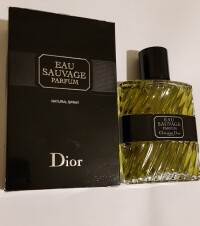 EAU
SAUVAGE
PARFUM
NATURAL SPRAY
Dior
EAU
SAUVAGE
PARFUM
Christian Dior